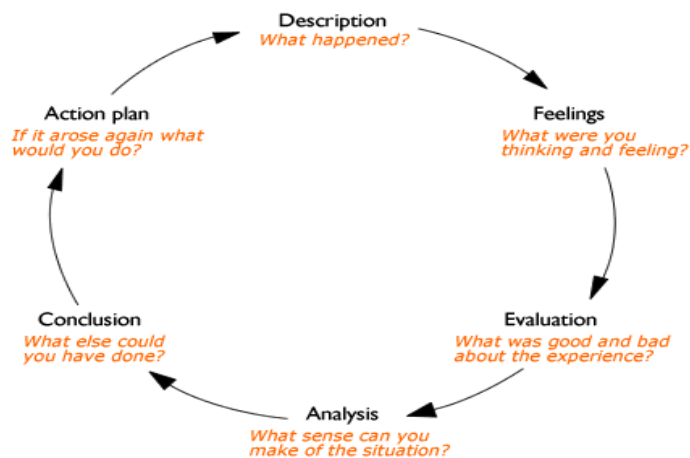 Description
What happened?
Feelings
What were you
thinking and feeling?
Evaluation
What was good and bad
about the experience?
Analysis
What sense can you
make of the situation?
Conclusion
What else could
you have done?
Action plan
If it arose again what
would you do?